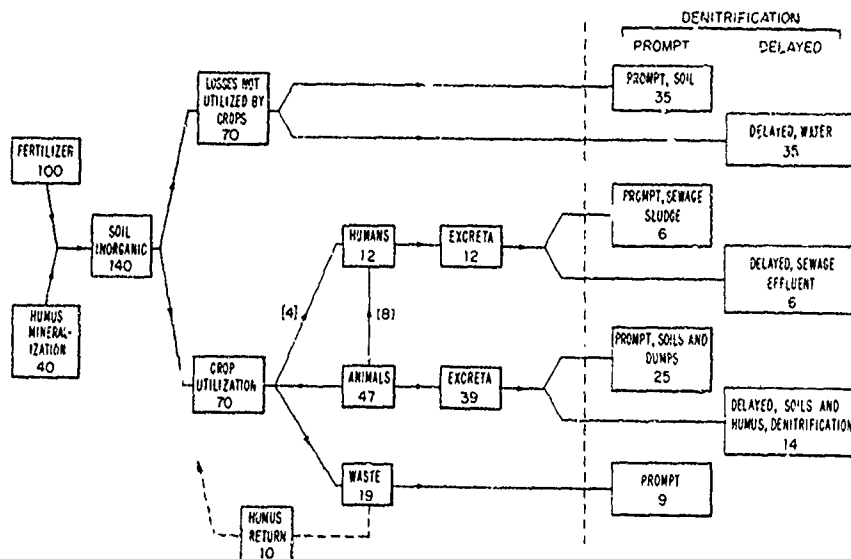 DENITRIFICATION
PROMPT
DELAYED
LOSSES NOT
UTILIZED BY
CROPS
70
PROMPT, SOIL
35
DELAYED, WATER
35
FERTILIZER
100
SOIL
INORGANIC
140
HUMUS
MINERAL-
IZATION
40
HUMANS
12
EXCRETA
12
PROMPT, SEWAGE
SLUDGE
6
DELAYED, SEWAGE
EFFLUENT
6
[4]
[8]
CROP
UTILIZATION
70
ANIMALS
47
EXCRETA
39
PROMPT, SOILS AND
DUMPS
25
DELAYED, SOILS AND
HUMUS, DENITRIFICATION
14
WASTE
19
PROMPT
9
HUMUS
RETURN
10